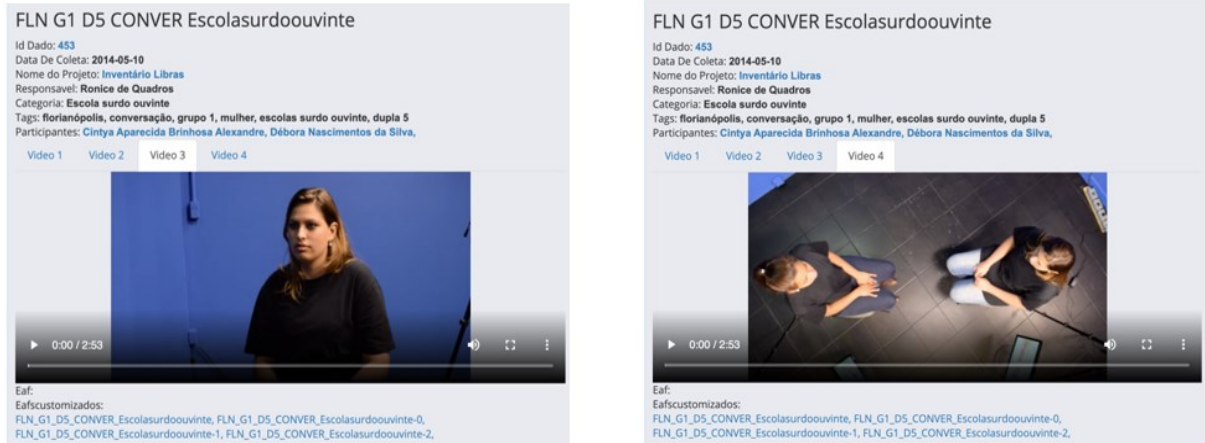 FLN G1 D5 CONVER Escolasurdoouvinte
Id Dado: 453
Data De Coleta: 2014-05-10
Nome do Projeto: Inventário Libras
Responsavel: Ronice de Quadros
Categoria: Escola surdo ouvinte
Tags: florianópolis, conversação, grupo 1, mulher, escolas surdo ouvinte, dupla 5
Participantes: Cintya Aparecida Brinhosa Alexandre, Débora Nascimentos da Silva,
Video 1 Video 2 Video 3 Video 4
0:00 / 2:53
Eaf:
Eafscustomizados:
FLN_G1_D5_CONVER_Escolasurdoouvinte, FLN_G1_D5_CONVER_Escolasurdoouvinte-0,
FLN_G1_D5_CONVER_Escolasurdoouvinte-1, FLN_G1_D5_CONVER_Escolasurdoouvinte-2,
FLN G1 D5 CONVER Escolasurdoouvinte
Id Dado: 453
Data De Coleta: 2014-05-10
Nome do Projeto: Inventário Libras
Responsavel: Ronice de Quadros
Categoria: Escola surdo ouvinte
Tags: florianópolis, conversação, grupo 1, mulher, escolas surdo ouvinte, dupla 5
Participantes: Cintya Aparecida Brinhosa Alexandre, Débora Nascimentos da Silva,
Video 1 Video 2 Video 3 Video 4
0:00 / 2:53
Eaf:
Eafscustomizados:
FLN_G1_D5_CONVER_Escolasurdoouvinte, FLN_G1_D5_CONVER_Escolasurdoouvinte-0,
FLN_G1_D5_CONVER_Escolasurdoouvinte-1, FLN_G1_D5_CONVER_Escolasurdoouvinte-2,